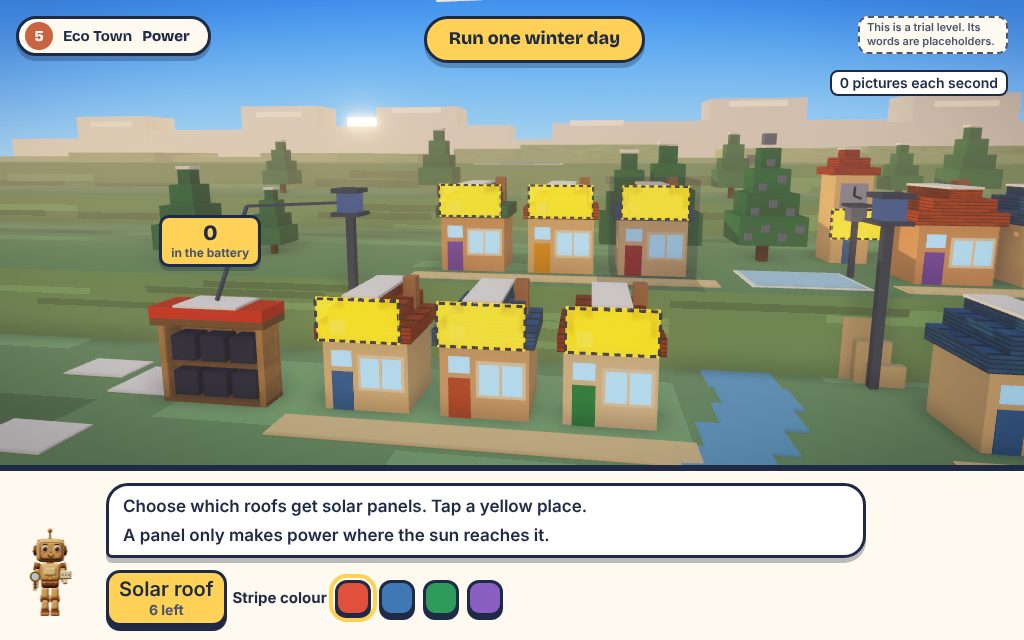 5 Eco Town Power
Run one winter day
This is a trial level. Its
words are placeholders.
0 pictures each second
0
in the battery
Choose which roofs get solar panels. Tap a yellow place.
A panel only makes power where the sun reaches it.
Solar roof
6 left
Stripe colour